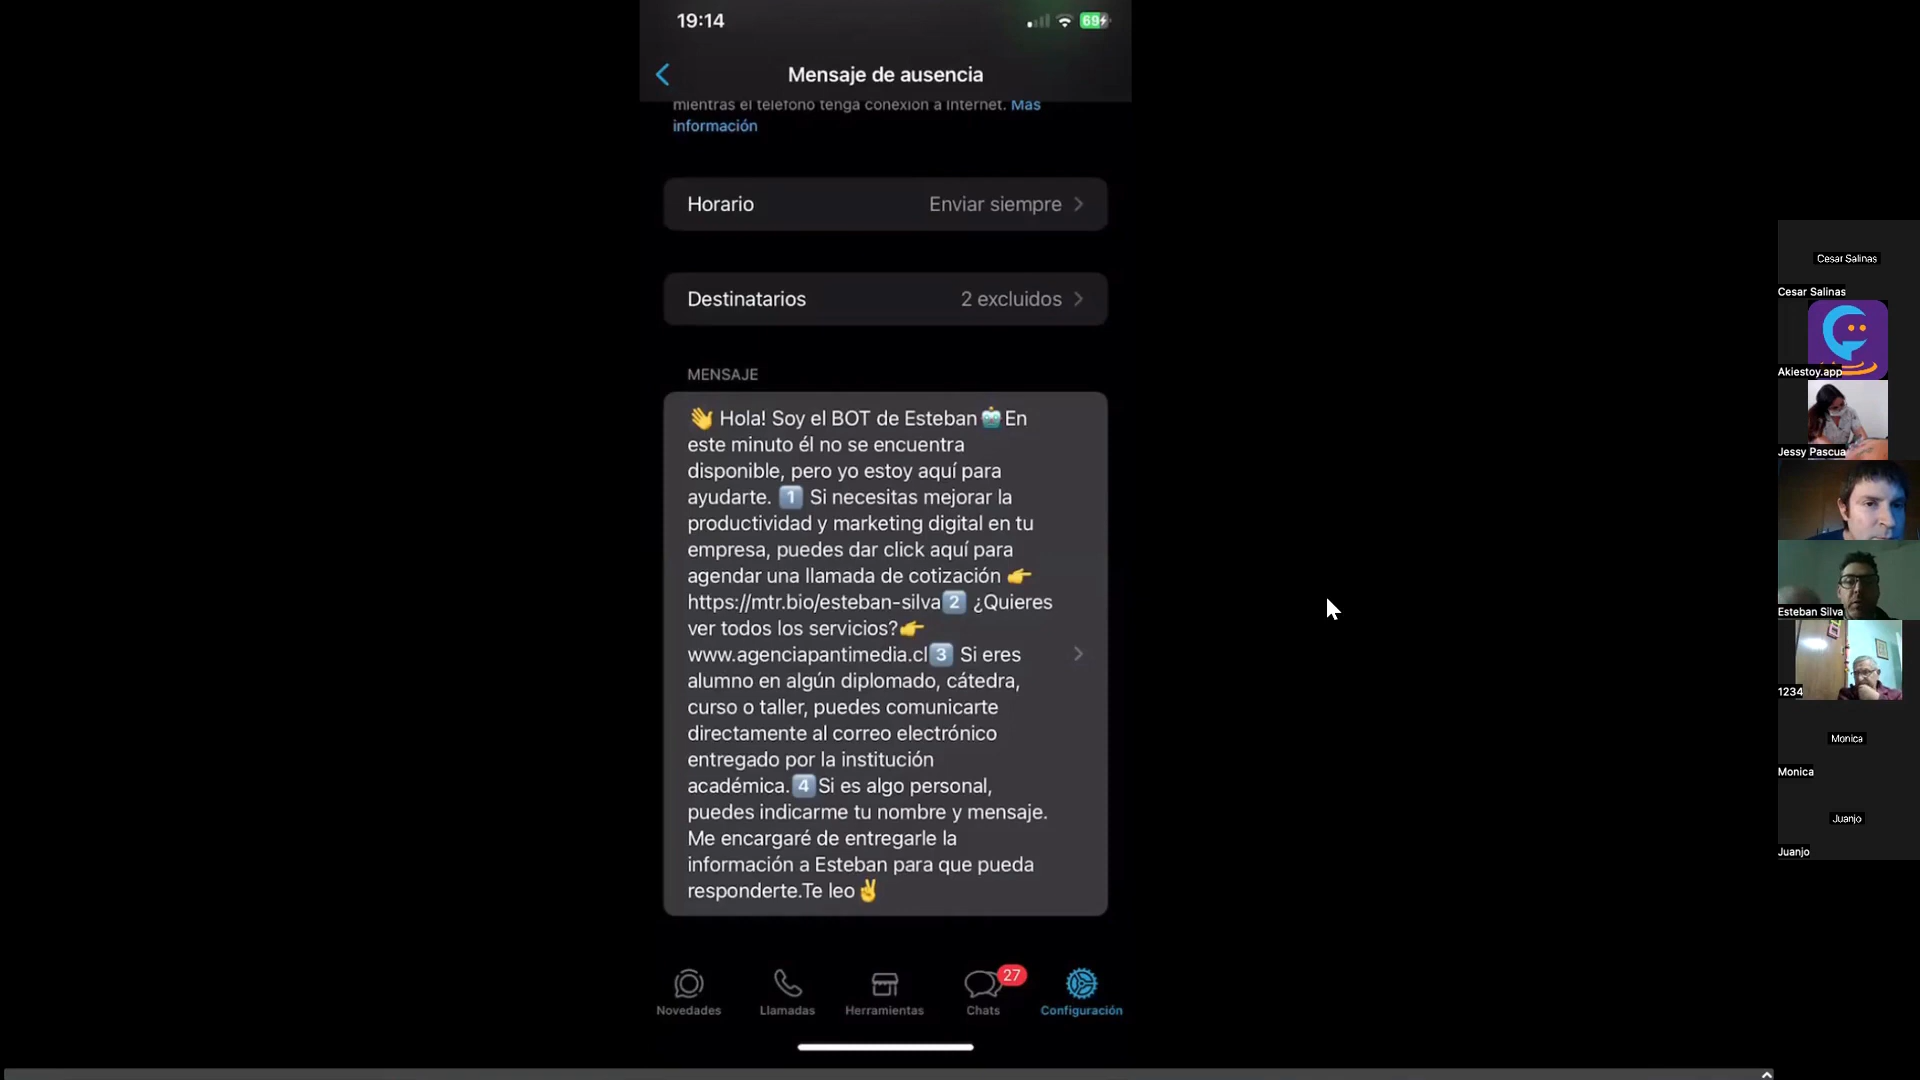 19:14
69
Mensaje de ausencia
mientras el teléfono tenga conexión a Internet. Más
información
Horario
Enviar siempre
Destinatarios
2 excluidos
MENSAJE
👋 Hola! Soy el BOT de Esteban🤖En
este minuto él no se encuentra
disponible, pero yo estoy aquí para
ayudarte. 1️⃣ Si necesitas mejorar la
productividad y marketing digital en tu
empresa, puedes dar click aquí para
agendar una llamada de cotización 👉
https://mtr.bio/esteban-silva2️⃣ ¿Quieres
ver todos los servicios?👉
www.agenciapantimedia.cl3️⃣ Si eres
alumno en algún diplomado, cátedra,
curso o taller, puedes comunicarte
directamente al correo electrónico
entregado por la institución
académica.4️⃣Si es algo personal,
puedes indicarme tu nombre y mensaje.
Me encargaré de entregarle la
información a Esteban para que pueda
responderte.Te leo✌️
Novedades
Llamadas
Herramientas
27
Chats
Configuración
Cesar Salinas
Cesar Salinas
Akiestoy.app
Jessy Pascua
Esteban Silva
1234
Monica
Monica
Juanjo
Juanjo